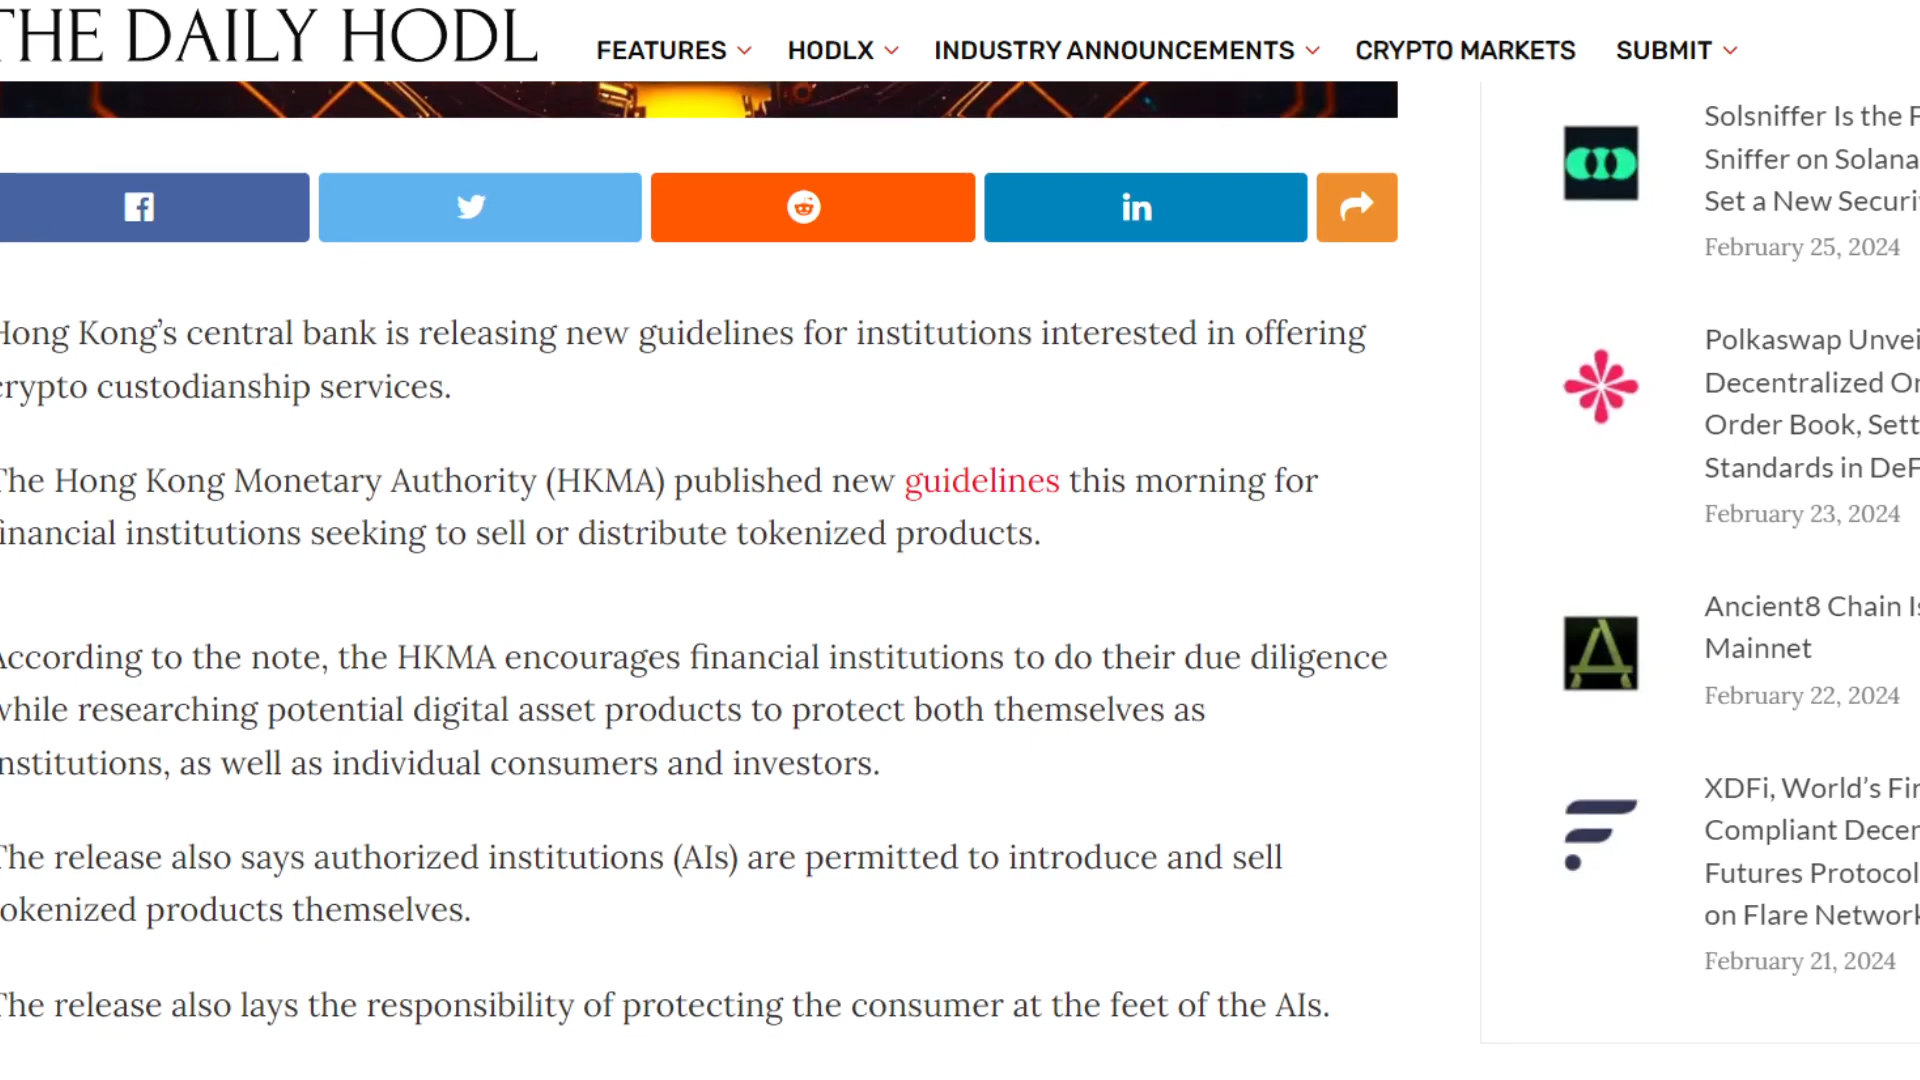 THE DAILY HODL
FEATURES HODLX INDUSTRY ANNOUNCEMENTS CRYPTO MARKETS SUBMIT
in
Hong Kong’s central bank is releasing new guidelines for institutions interested in offering
crypto custodianship services.
The Hong Kong Monetary Authority (HKMA) published new guidelines this morning for
financial institutions seeking to sell or distribute tokenized products.
According to the note, the HKMA encourages financial institutions to do their due diligence
while researching potential digital asset products to protect both themselves as
institutions, as well as individual consumers and investors.
The release also says authorized institutions (AIs) are permitted to introduce and sell
tokenized products themselves.
The release also lays the responsibility of protecting the consumer at the feet of the AIs.
Solsniffer Is the
Sniffer on Solana
Set a New
February 25, 2024
Polkaswap
Decentralized
Order Book,
Standards in
February 23, 2024
Ancient8 Chain
Mainnet
February 22, 2024
XDFi, World’s
Compliant
Futures Protocol
on Flare
February 21, 2024